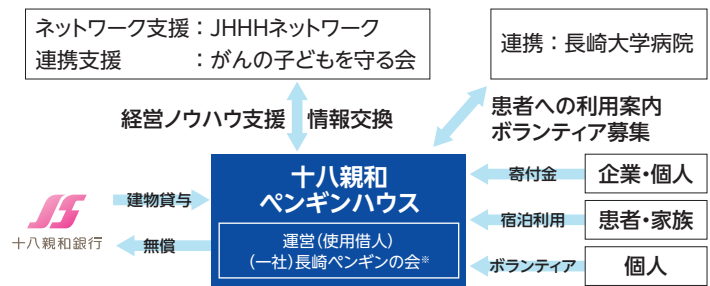 ネットワーク支援：JHHHネットワーク
連携支援　　　：がんの子どもを守る会
連携：長崎大学病院
経営ノウハウ支援
情報交換
患者への利用案内
ボランティア募集
十八親和
ペンギンハウス
運営（使用借人）
（一社）長崎ペンギンの会※
JS
十八親和銀行
建物貸与
無償
寄付金
企業・個人
宿泊利用
患者・家族
ボランティア
個人